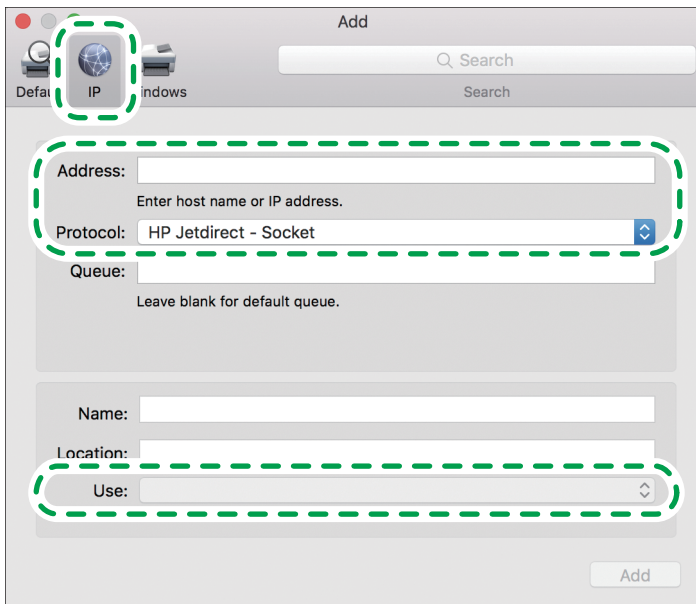 Add
Search
Defau IP indows
Search
Address:
Enter host name or IP address.
Protocol: HP Jetdirect - Socket
Queue:
Leave blank for default queue.
Name:
Location:
Use:
Add